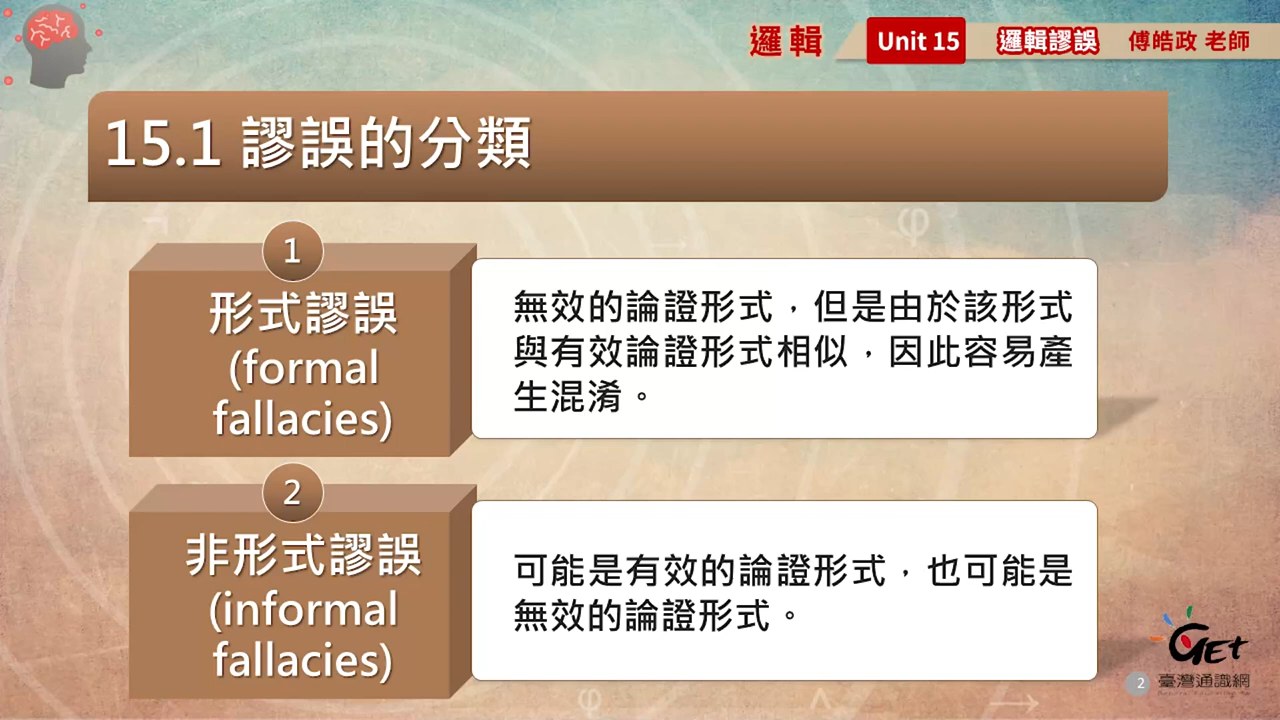 邏輯 Unit 15 邏輯謬誤 傅皓政 老師
15.1 謬誤的分類
1
形式謬誤
(formal
fallacies)
無效的論證形式，但是由於該形式
與有效論證形式相似，因此容易產
生混淆。
2
非形式謬誤
(informal
fallacies)
可能是有效的論證形式，也可能是
無效的論證形式。
GEt
臺灣通識網
2